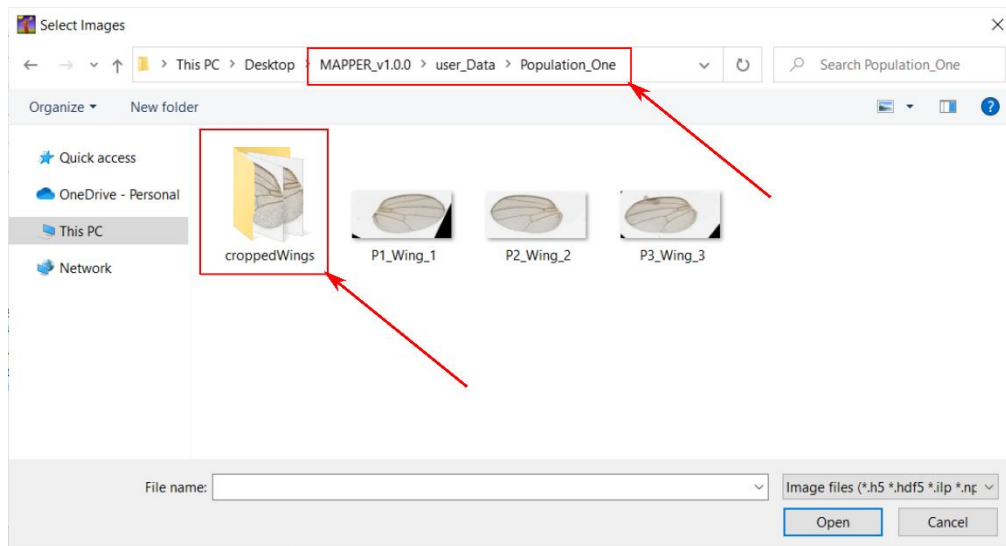 Select Images
This PC > Desktop > MAPPER_v1.0.0 > user_Data > Population_One
Search Population_One
Organize
New folder
?
Quick access
OneDrive - Personal
This PC
Network
croppedWings
P1_Wing_1
P2_Wing_2
P3_Wing_3
File name:
Image files (*.h5 *.hdf5 *.ilp *.np
Open
Cancel